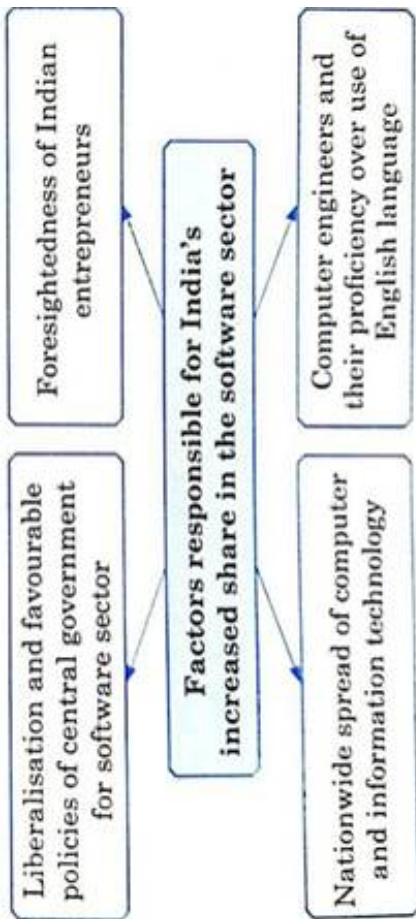 Liberalisation and favourable
policies of central government
for software sector
Foresightedness of Indian
entrepreneurs
Factors responsible for India's
increased share in the software sector
Nationwide spread of computer
and information technology
Computer engineers and
their proficiency over use of
English language